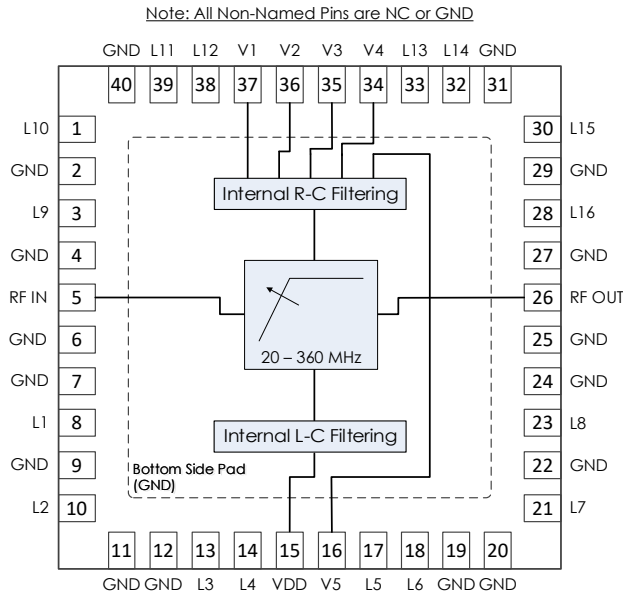 Note: All Non-Named Pins are NC or GND
GND L11 L12 V1 V2 V3 V4 L13 L14 GND
40 39 38 37 36 35 34 33 32 31
L10 1 30 L15
GND 2 29 GND
Internal R-C Filtering
L9 3 28 L16
GND 4 27 GND
RF IN 5 26 RF OUT
GND 6 25 GND
20 – 360 MHz
GND 7 24 GND
L1 8 23 L8
Internal L-C Filtering
GND 9 22 GND
Bottom Side Pad
(GND)
L2 10 21 L7
11 12 13 14 15 16 17 18 19 20
GND GND L3 L4 VDD V5 L5 L6 GND GND